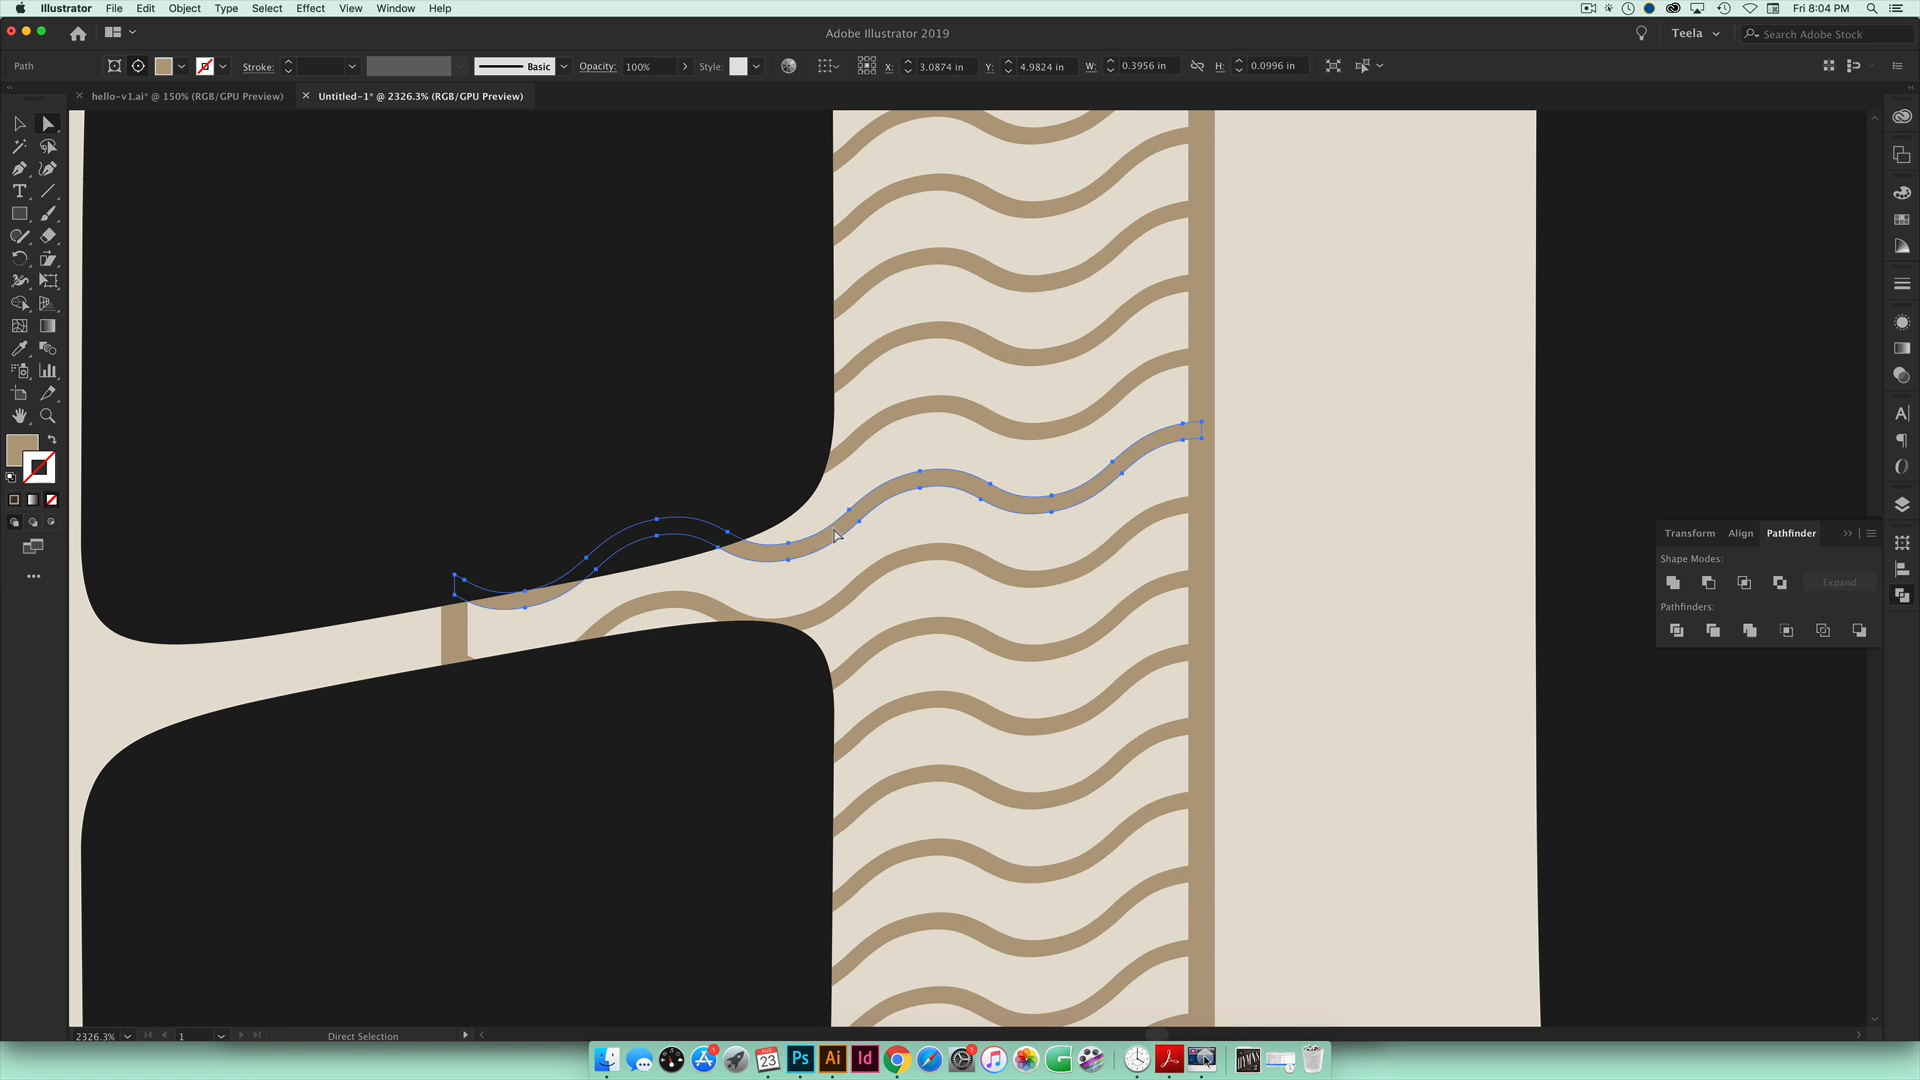 Illustrator File Edit Object Type Select Effect View Window Help Fri 8:04 PM
Adobe Illustrator 2019 Teela Search Adobe Stock
Path Stroke: Basic Opacity: 100% Style: X: 3.0874 in Y: 4.9824 in W: 0.3956 in H: 0.0996 in
hello-v1.ai* @ 150% (RGB/GPU Preview) Untitled-1* @ 2326.3% (RGB/GPU Preview)
Transform Align Pathfinder
Shape Modes:
Expand
Pathfinders:
2326.3% 1 Direct Selection
23 Ps Ai Id